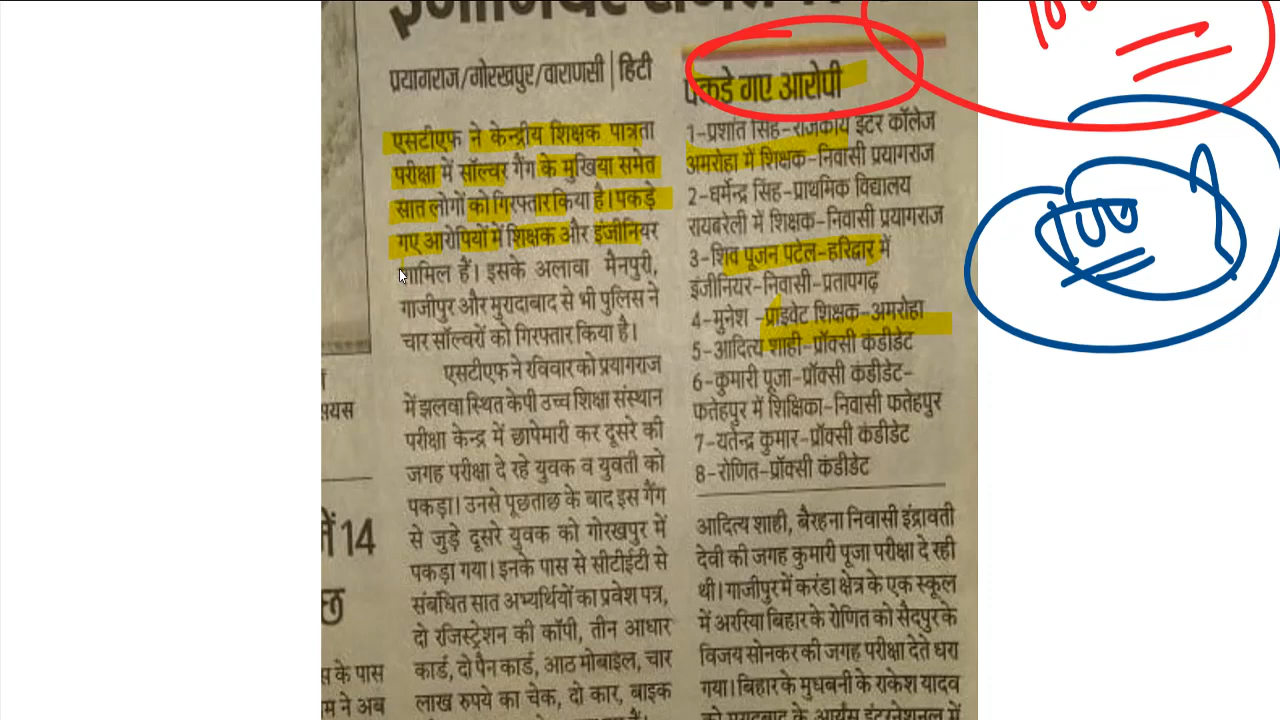 प्रयागराज/गोरखपुर/वाराणसी | हिटी
एसटीएफ ने केन्द्रीय शिक्षक पात्रता
परीक्षा में सॉल्वर गैंग के मुखिया समेत
सात लोगों को गिरफ्तार किया है। पकड़े
गए आरोपियों में शिक्षक और इंजीनियर
शामिल हैं। इसके अलावा मैनपुरी,
गाजीपुर और मुरादाबाद से भी पुलिस ने
चार सॉल्वरों को गिरफ्तार किया है।
एसटीएफ ने रविवार को प्रयागराज
में झलवा स्थित केपी उच्च शिक्षा संस्थान
परीक्षा केन्द्र में छापेमारी कर दूसरे की
जगह परीक्षा दे रहे युवक व युवती को
पकड़ा। उनसे पूछताछ के बाद इस गैंग
से जुड़े दूसरे युवक को गोरखपुर में
पकड़ा गया। इनके पास से सीटीईटी से
संबंधित सात अभ्यर्थियों का प्रवेश पत्र,
दो रजिस्ट्रेशन की कॉपी, तीन आधार
कार्ड, दो पैन कार्ड, आठ मोबाइल, चार
लाख रुपये का चेक, दो कार, बाइक
पकड़े गए आरोपी
1-प्रशांत सिंह-राजकीय इंटर कॉलेज
अमरोहा में शिक्षक-निवासी प्रयागराज
2-धर्मेन्द्र सिंह-प्राथमिक विद्यालय
रायबरेली में शिक्षक-निवासी प्रयागराज
3-शिव पूजन पटेल-हरिद्वार में
इंजीनियर-निवासी-प्रतापगढ़
4-मुनेश -प्राइवेट शिक्षक-अमरोहा
5-आदित्य शाही-प्रॉक्सी कंडीडेट
6-कुमारी पूजा-प्रॉक्सी कंडीडेट-
फतेहपुर में शिक्षिका-निवासी फतेहपुर
7-यतेन्द्र कुमार-प्रॉक्सी कंडीडेट
8-रोणित-प्रॉक्सी कंडीडेट
आदित्य शाही, बैरहना निवासी इंद्रावती
देवी की जगह कुमारी पूजा परीक्षा दे रही
थी। गाजीपुर में करंडा क्षेत्र के एक स्कूल
में अररिया बिहार के रोणित को सैदपुर के
विजय सोनकर की जगह परीक्षा देते धरा
गया। बिहार के मुधबनी के राकेश यादव
को मुरादाबाद के आर्यंस इंटरनेशनल में
में 14
स के पास
म ने अब
100